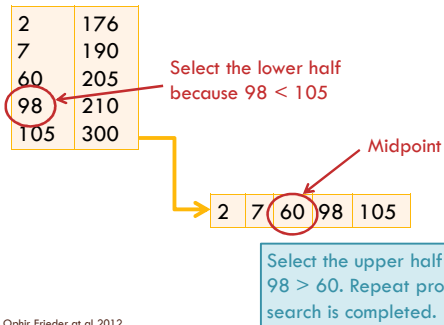 2 176
7 190
60 205
98 210
105 300
Select the lower half
because 98 < 105
Midpoint
2 7 60 98 105
Select the upper half
98 > 60. Repeat pro
search is completed.
Ophir Frieder at al 2012